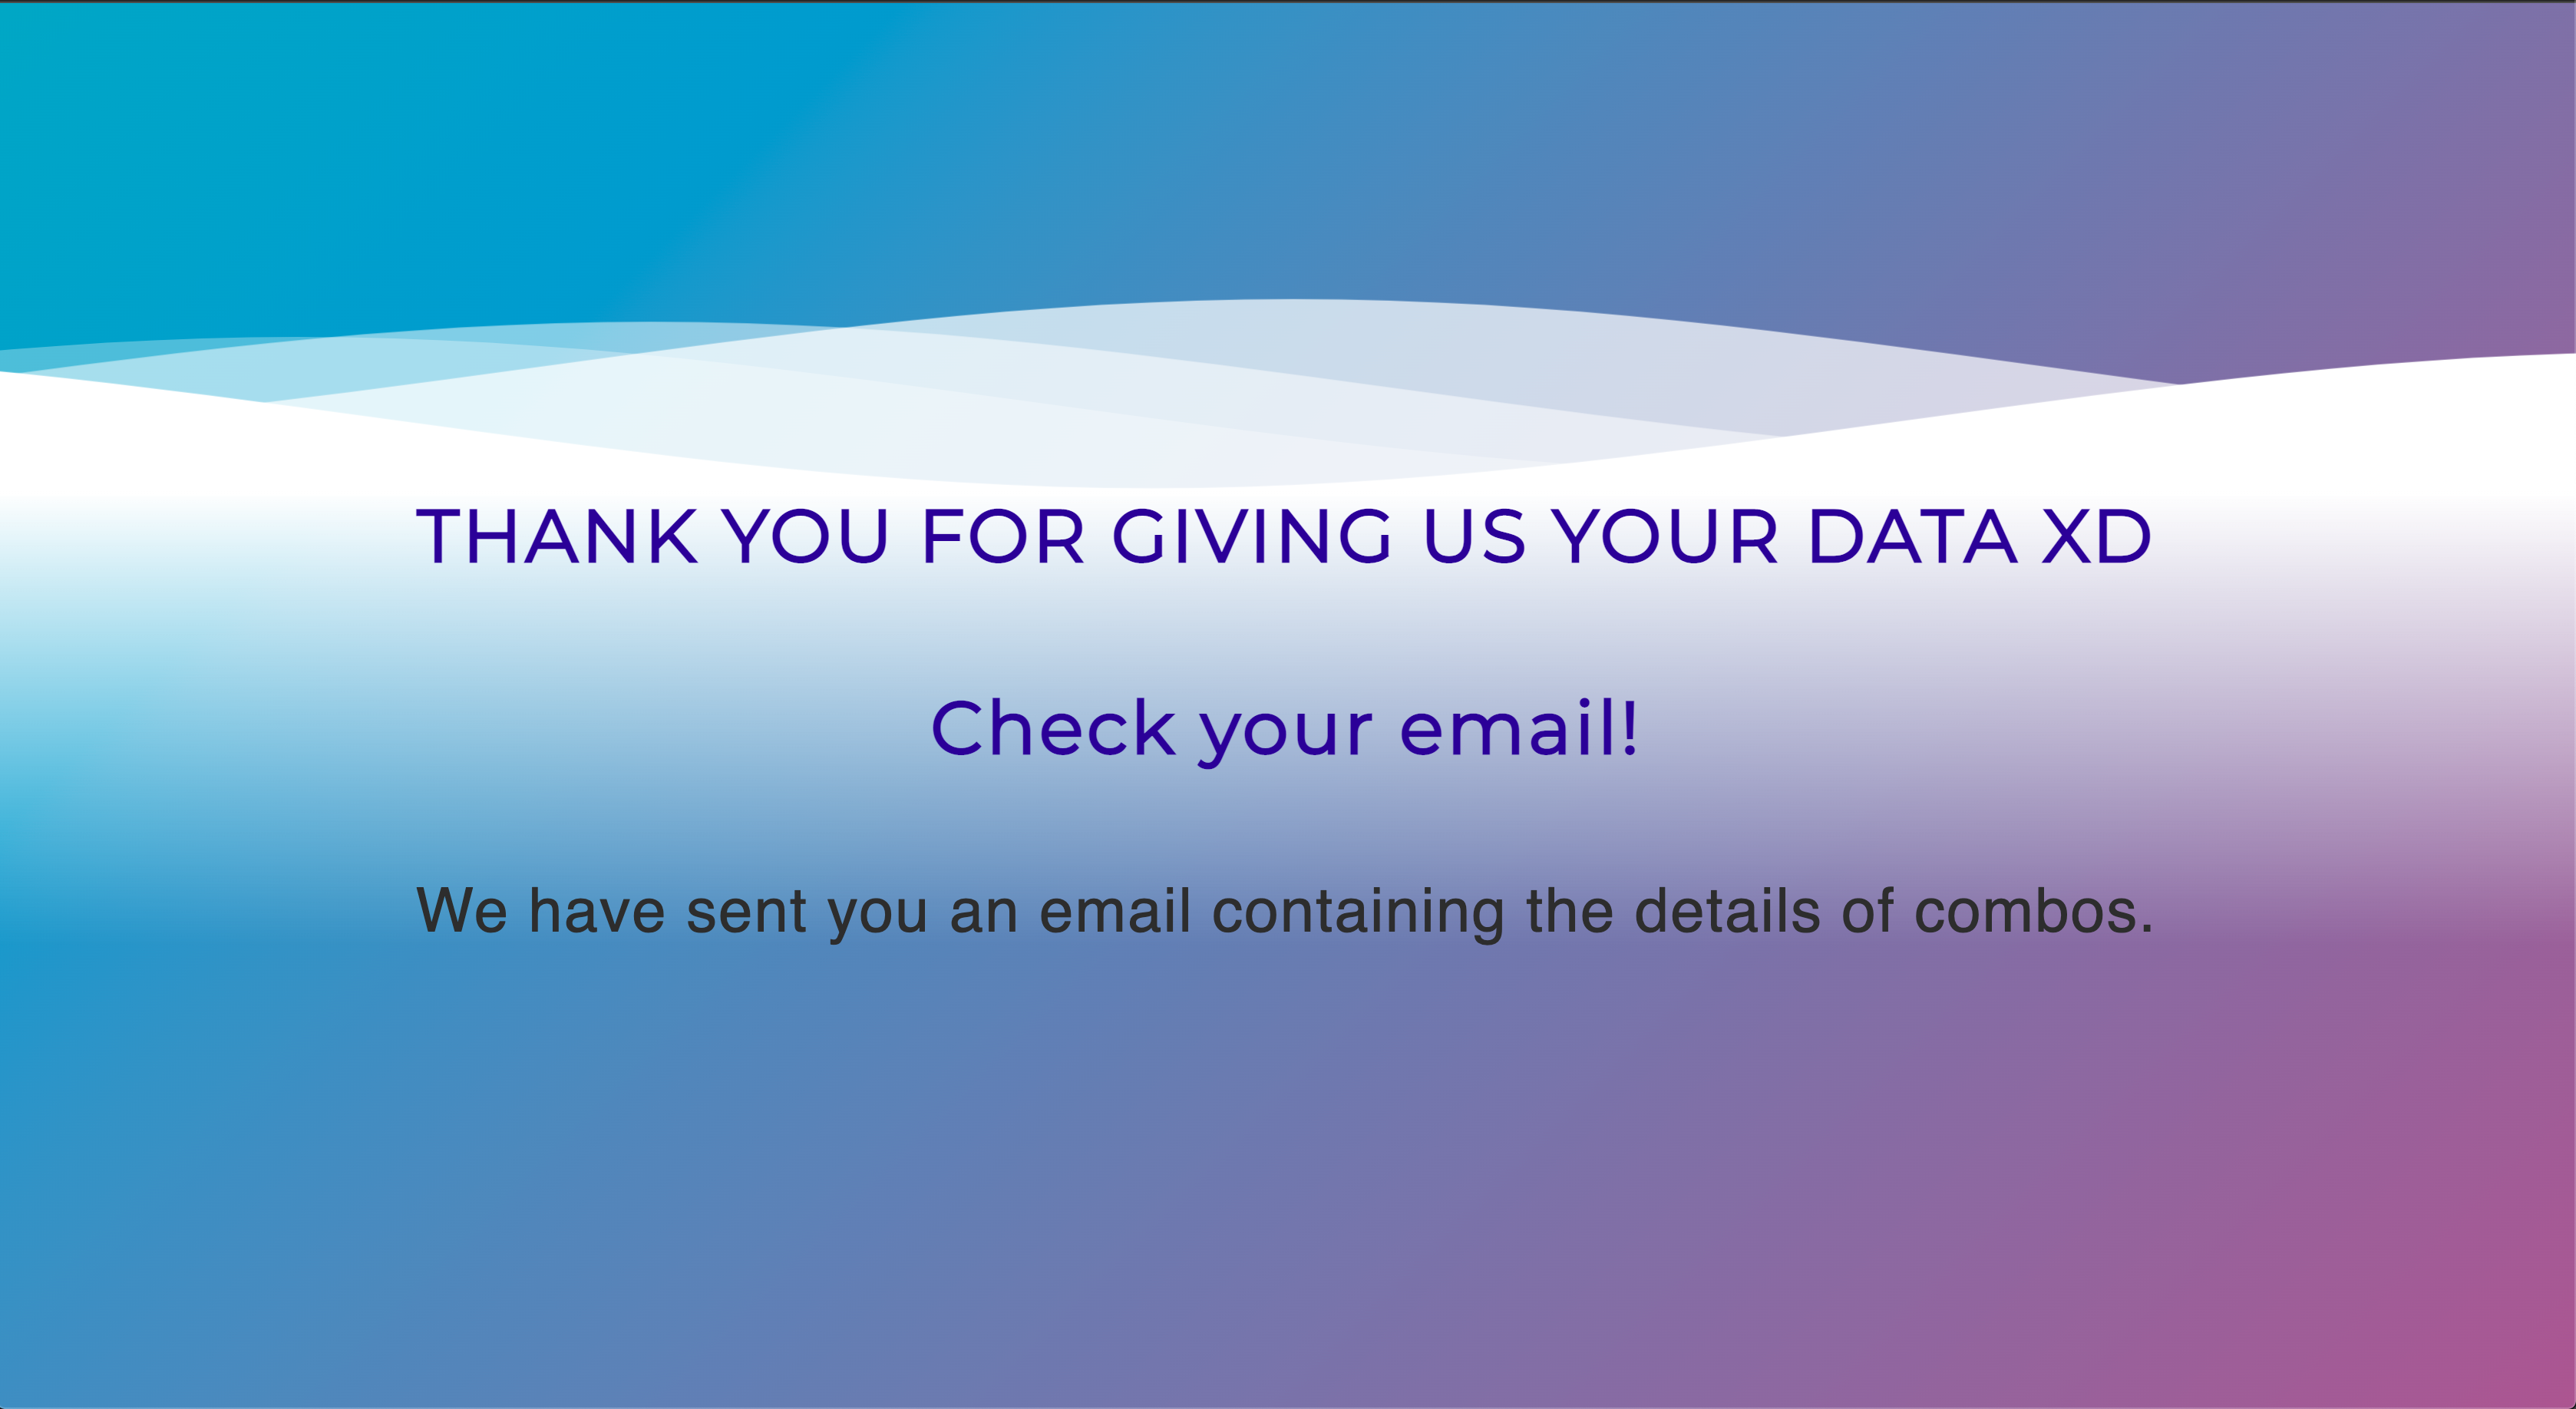 THANK YOU FOR GIVING US YOUR DATA XD
Check your email!
We have sent you an email containing the details of combos.